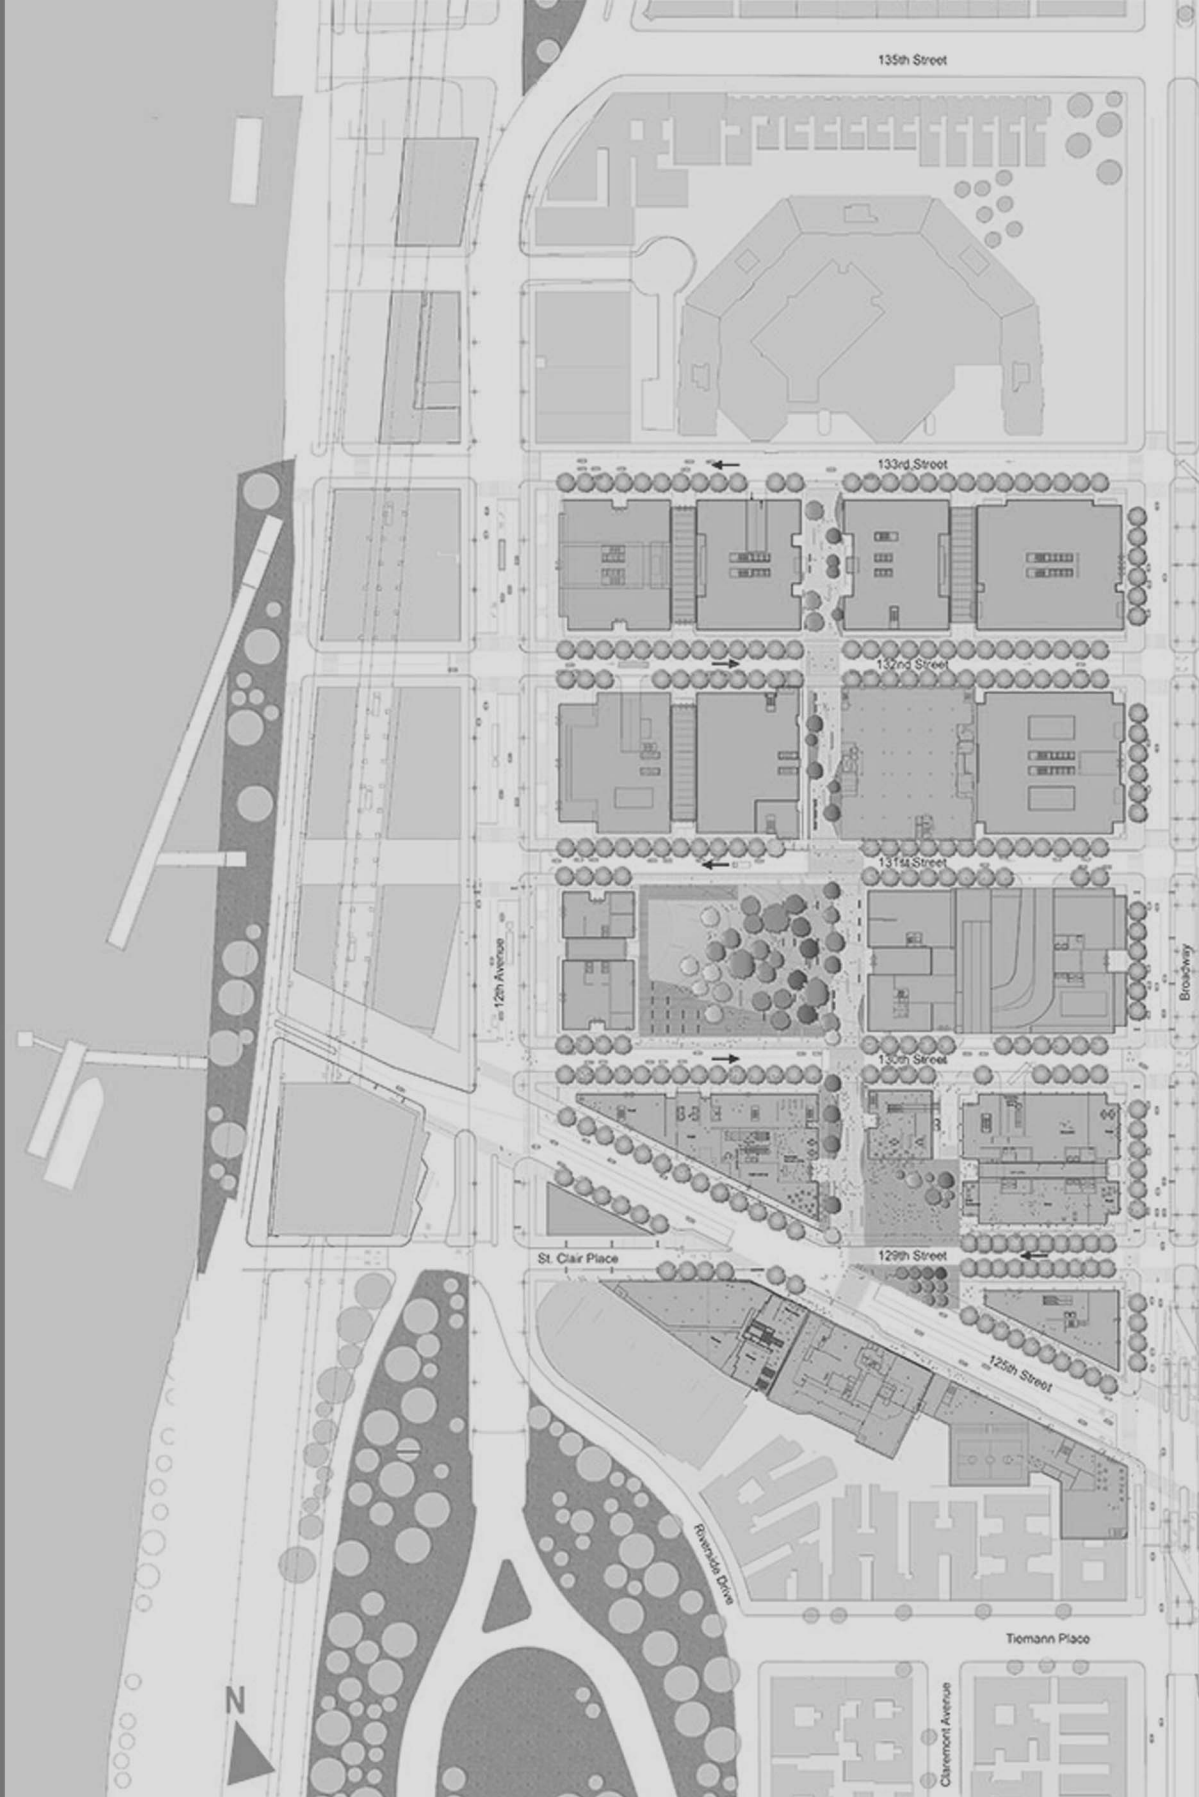 135th Street
133rd Street
132nd Street
131st Street
12th Avenue
Broadway
130th Street
129th Street
St. Clair Place
125th Street
Riverside Drive
Tiemann Place
Claremont Avenue
N